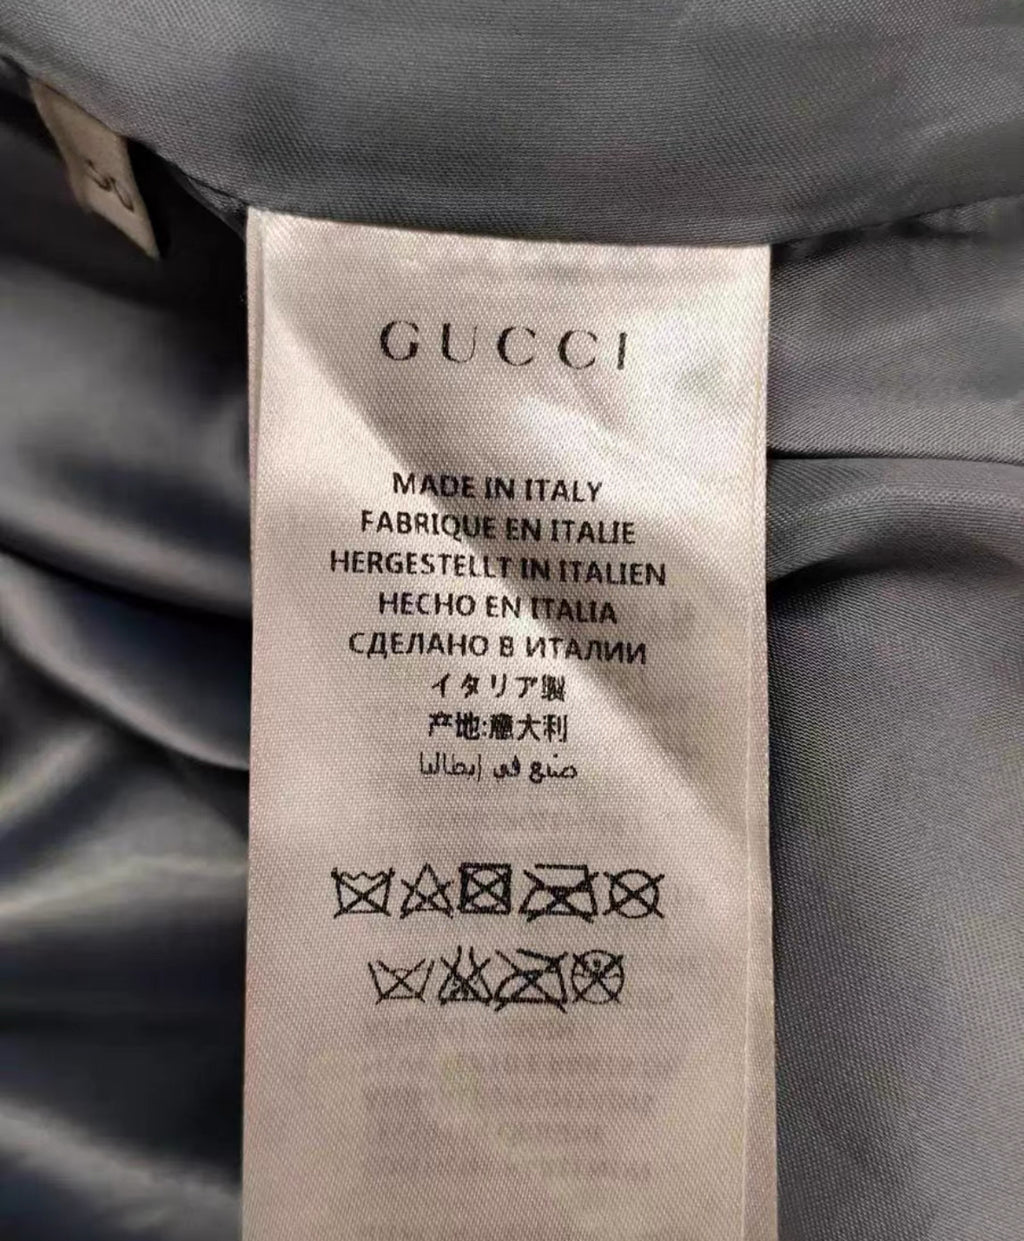 50
GUCCI
MADE IN ITALY
FABRIQUE EN ITALIE
HERGESTELLT IN ITALIEN
HECHO EN ITALIA
СДЕЛАНО В ИТАЛИИ
イタリア製
产地:意大利
صنع في إيطاليا